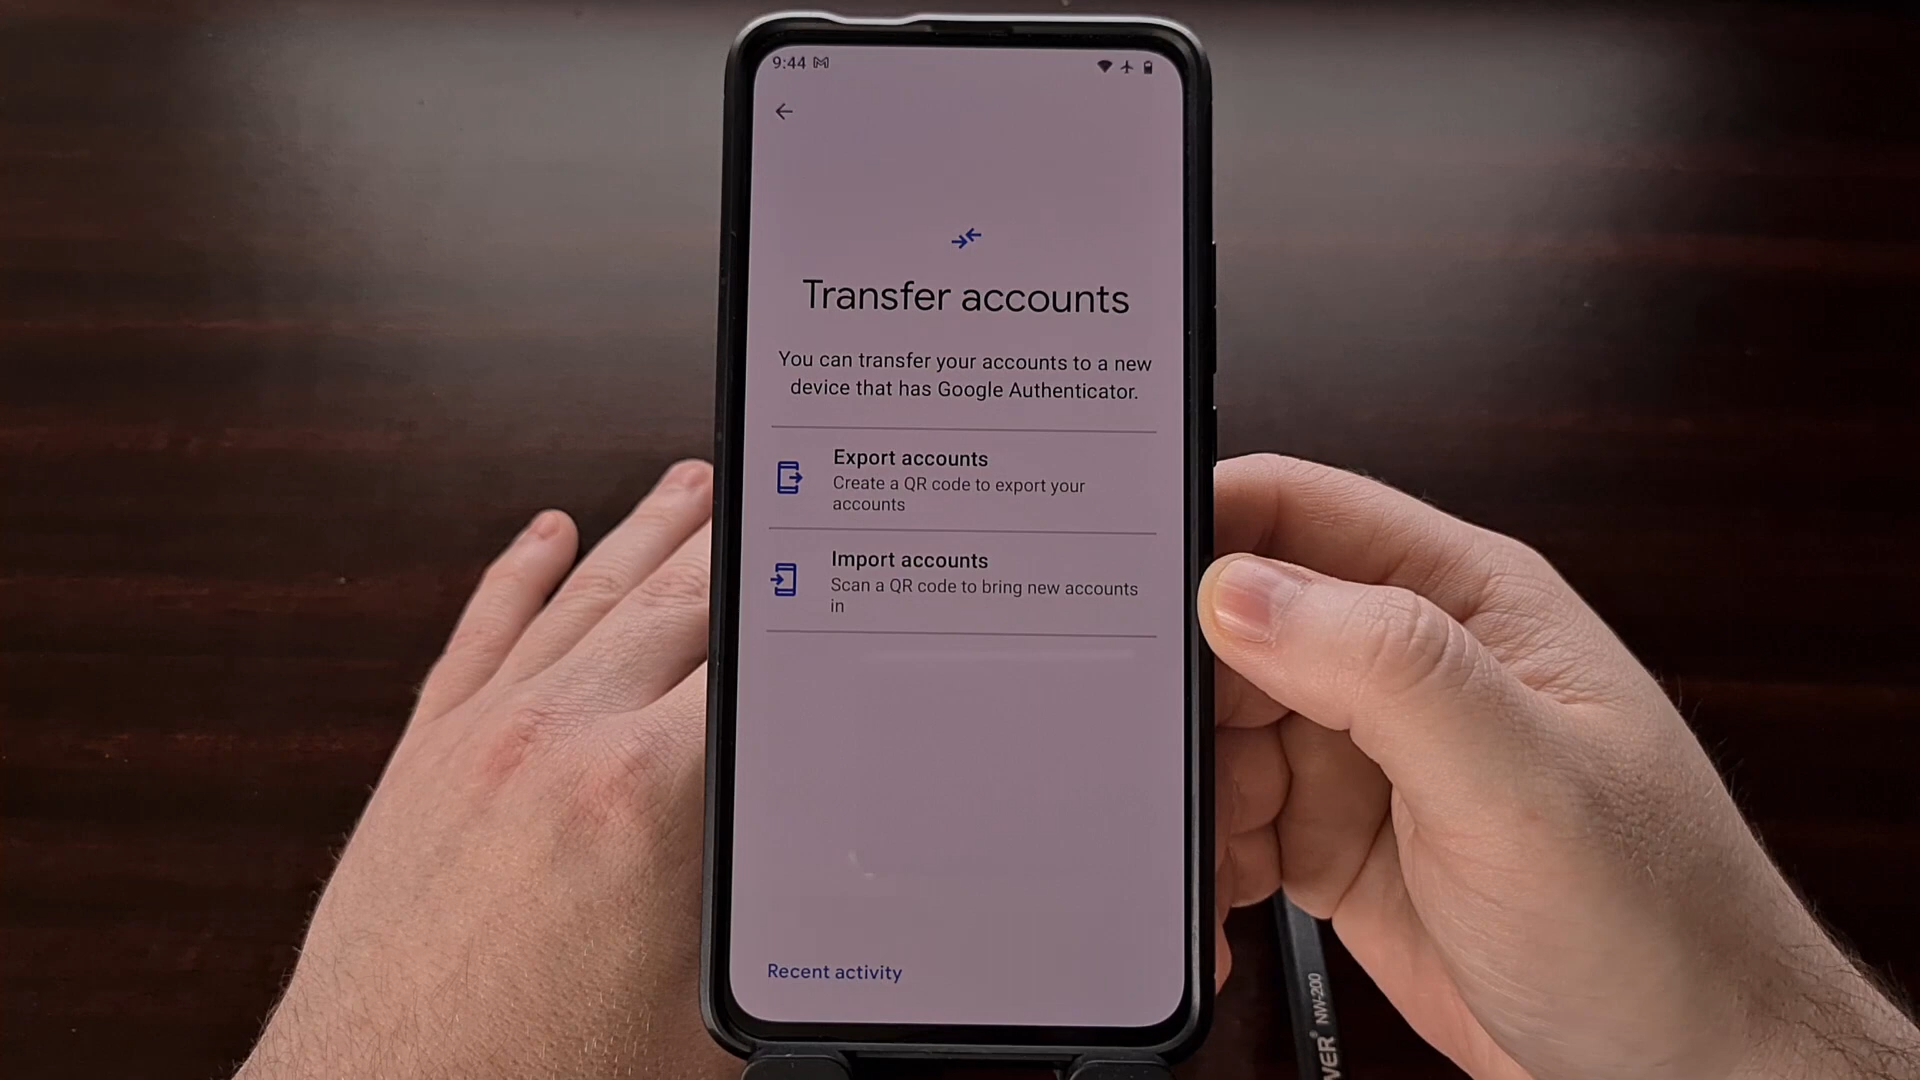 9:44
Transfer accounts
You can transfer your accounts to a new
device that has Google Authenticator.
Export accounts
Create a QR code to export your
accounts
Import accounts
Scan a QR code to bring new accounts
in
Recent activity
VER® NW-200